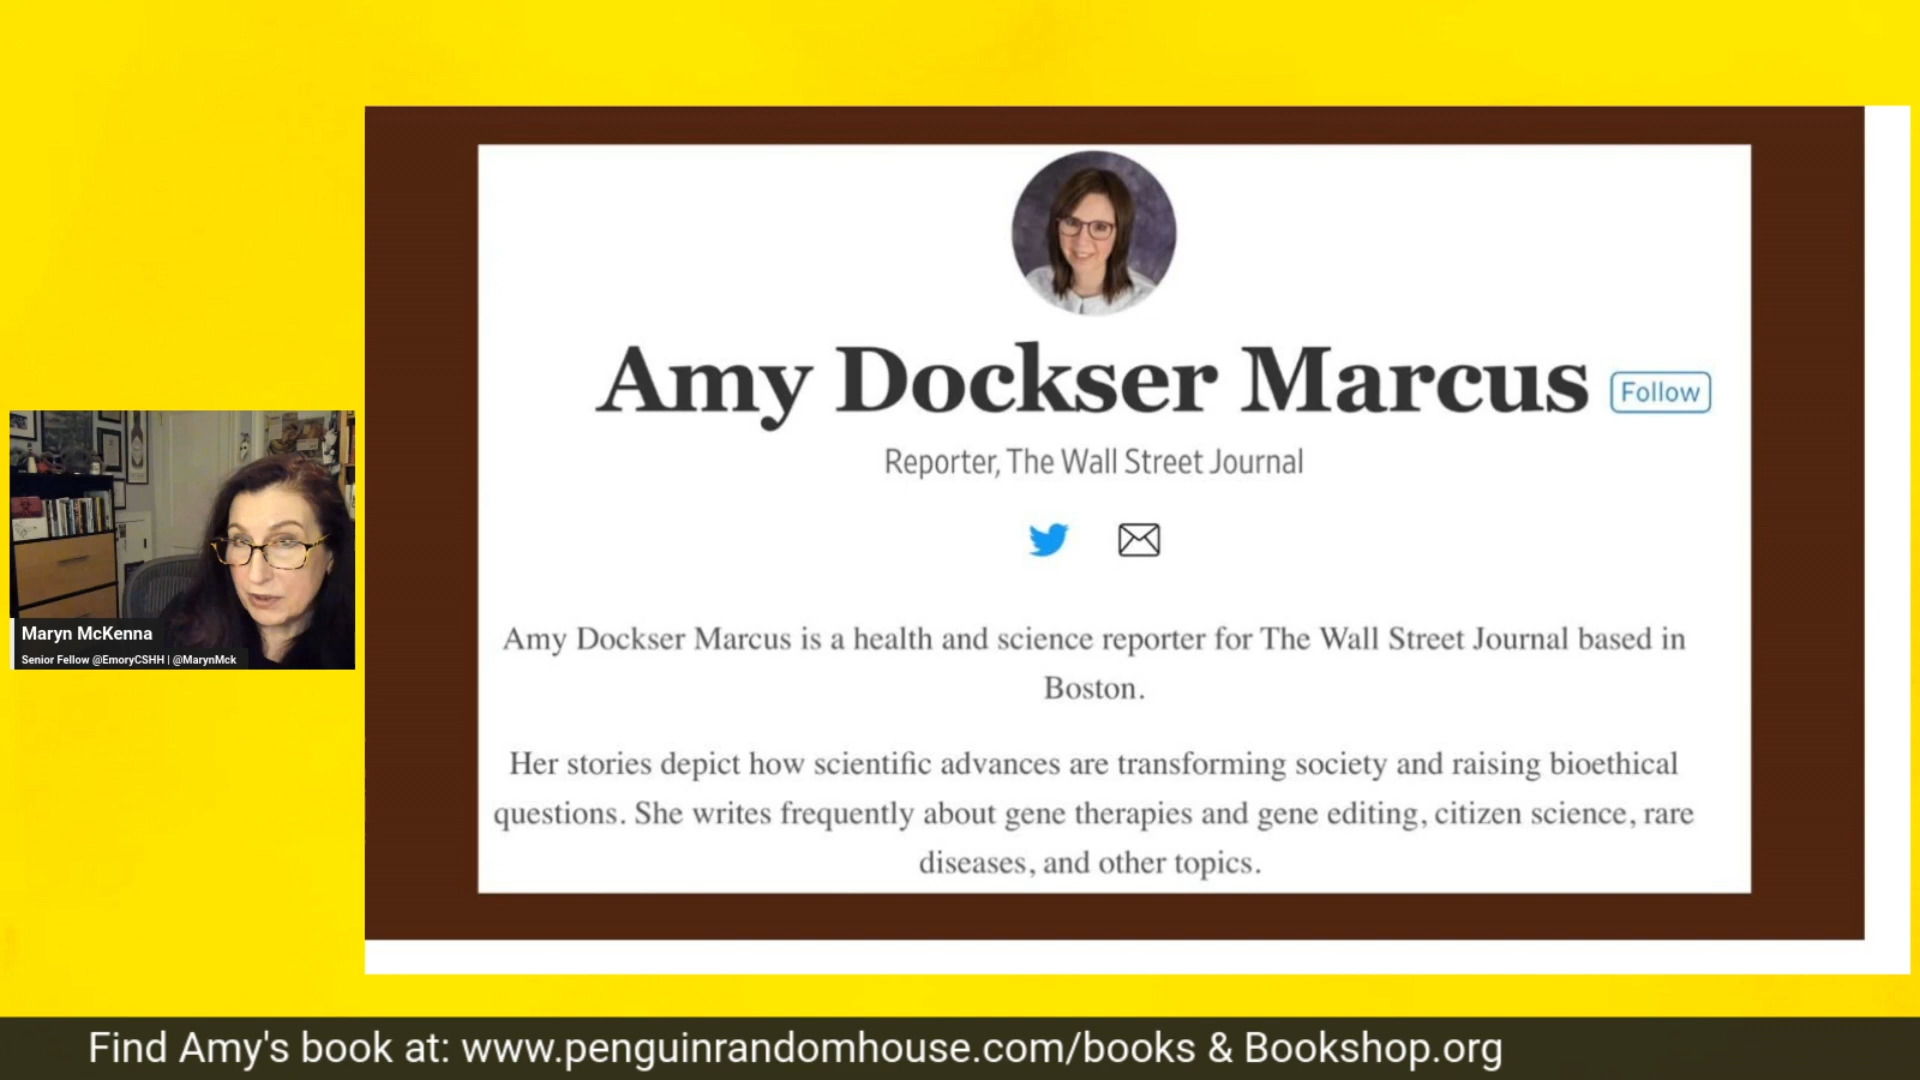 Amy Dockser Marcus
Follow
Reporter, The Wall Street Journal
Amy Dockser Marcus is a health and science reporter for The Wall Street Journal based in
Boston.
Her stories depict how scientific advances are transforming society and raising bioethical
questions. She writes frequently about gene therapies and gene editing, citizen science, rare
diseases, and other topics.
Maryn McKenna
Senior Fellow @EmoryCSHH | @MarynMck
Find Amy's book at: www.penguinrandomhouse.com/books & Bookshop.org